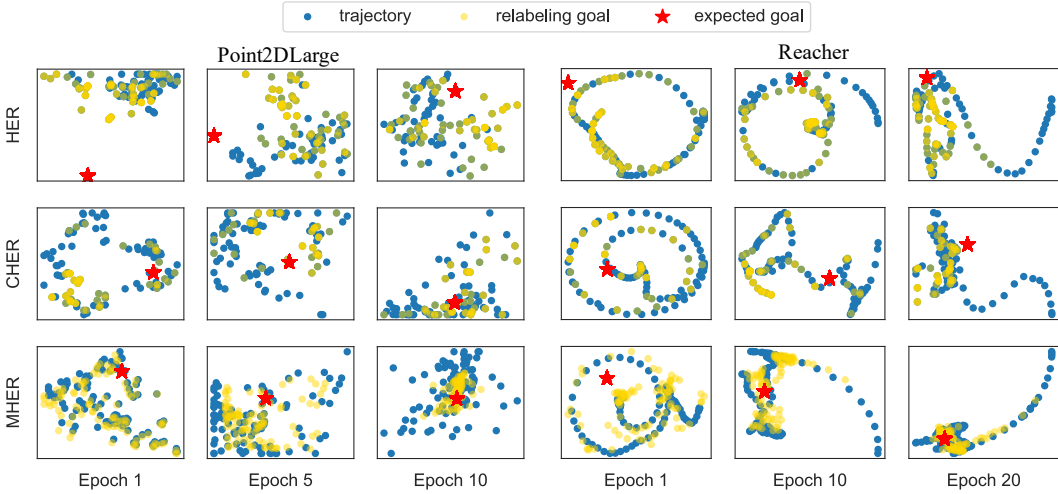 trajectory relabeling goal expected goal
Point2DLarge Reacher
HER
CHER
MHER
Epoch 1 Epoch 5 Epoch 10 Epoch 1 Epoch 10 Epoch 20